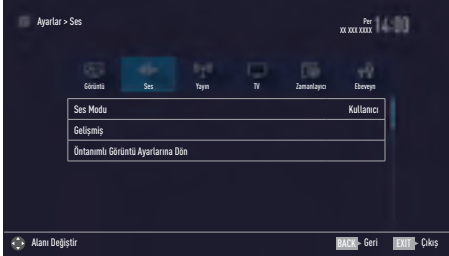 Ayarlar > Ses
Per
XX XXX XXXX
14:00
Görüntü Ses Yayın TV Zamanlayıcı Ebeveyn
Ses Modu Kullanıcı
Gelişmiş
Öntanımlı Görüntü Ayarlarına Dön
Alanı Değiştir BACK Geri EXIT Çıkış